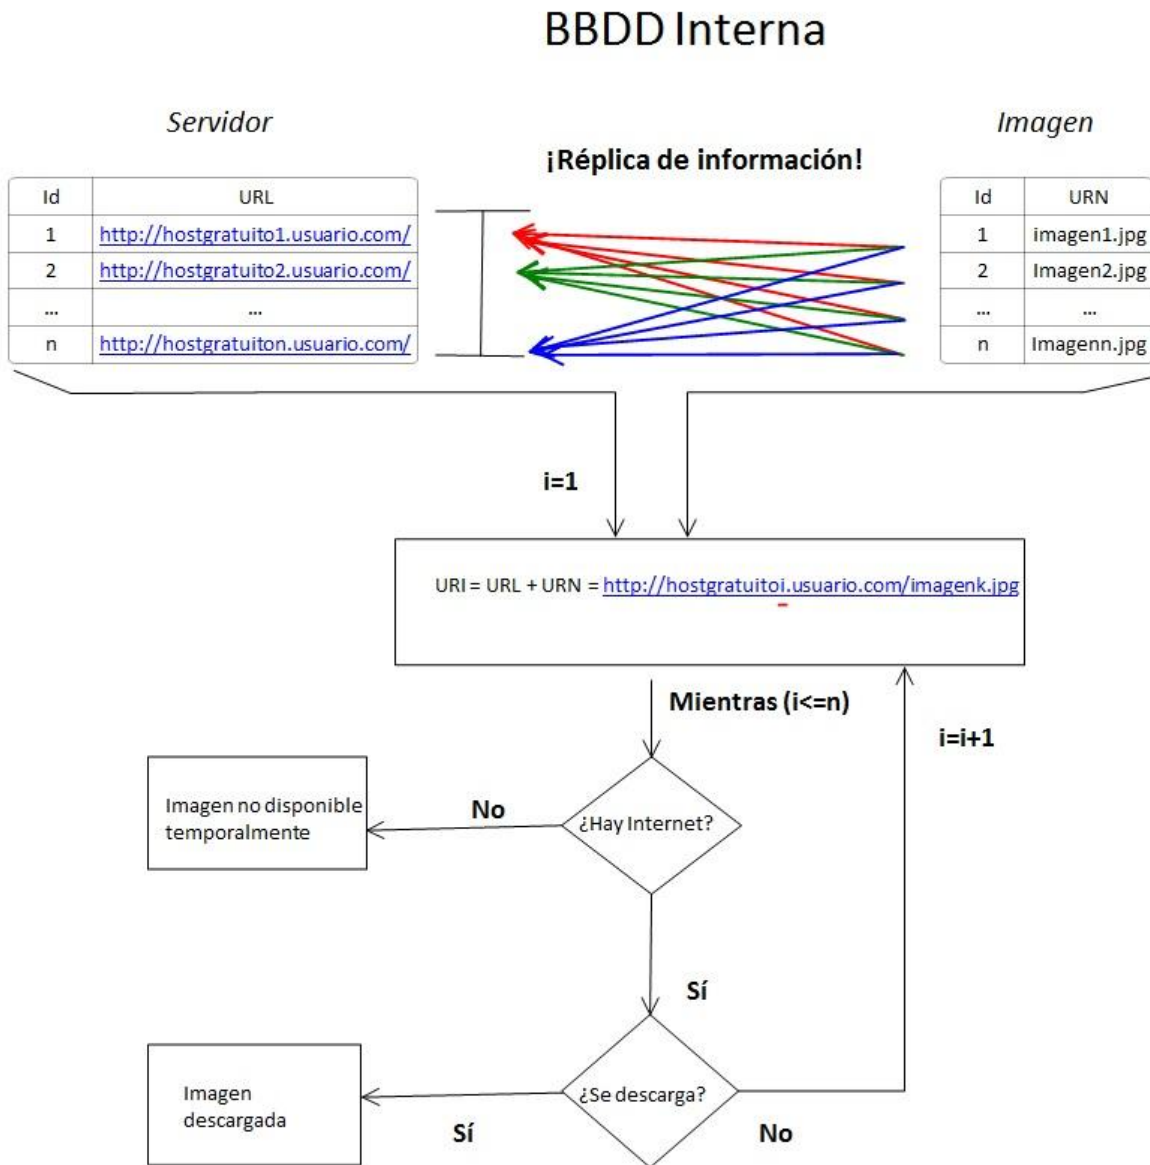 BBDD Interna
Servidor
Imagen
¡Réplica de información!
Id URL
1 http://hostgratuito1.usuario.com/
2 http://hostgratuito2.usuario.com/
... ...
n http://hostgratuiton.usuario.com/
Id URN
1 imagen1.jpg
2 Imagen2.jpg
... ...
n Imagenn.jpg
i=1
URI = URL + URN = http://hostgratuitoi.usuario.com/imagenk.jpg
Mientras (i<=n)
i=i+1
Imagen no disponible
temporalmente
No
¿Hay Internet?
Sí
Imagen
descargada
Sí
¿Se descarga?
No